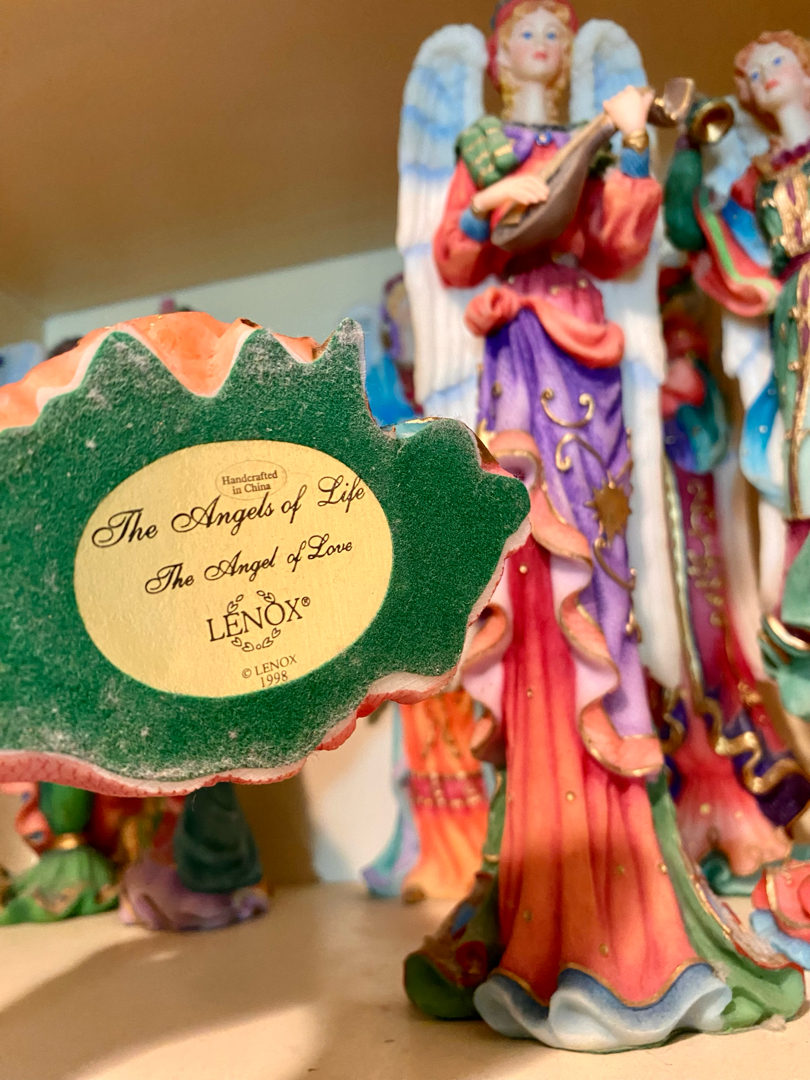 Handcrafted
in China
The Angels of Life
The Angel of Love
LENOX®
© LENOX
1998